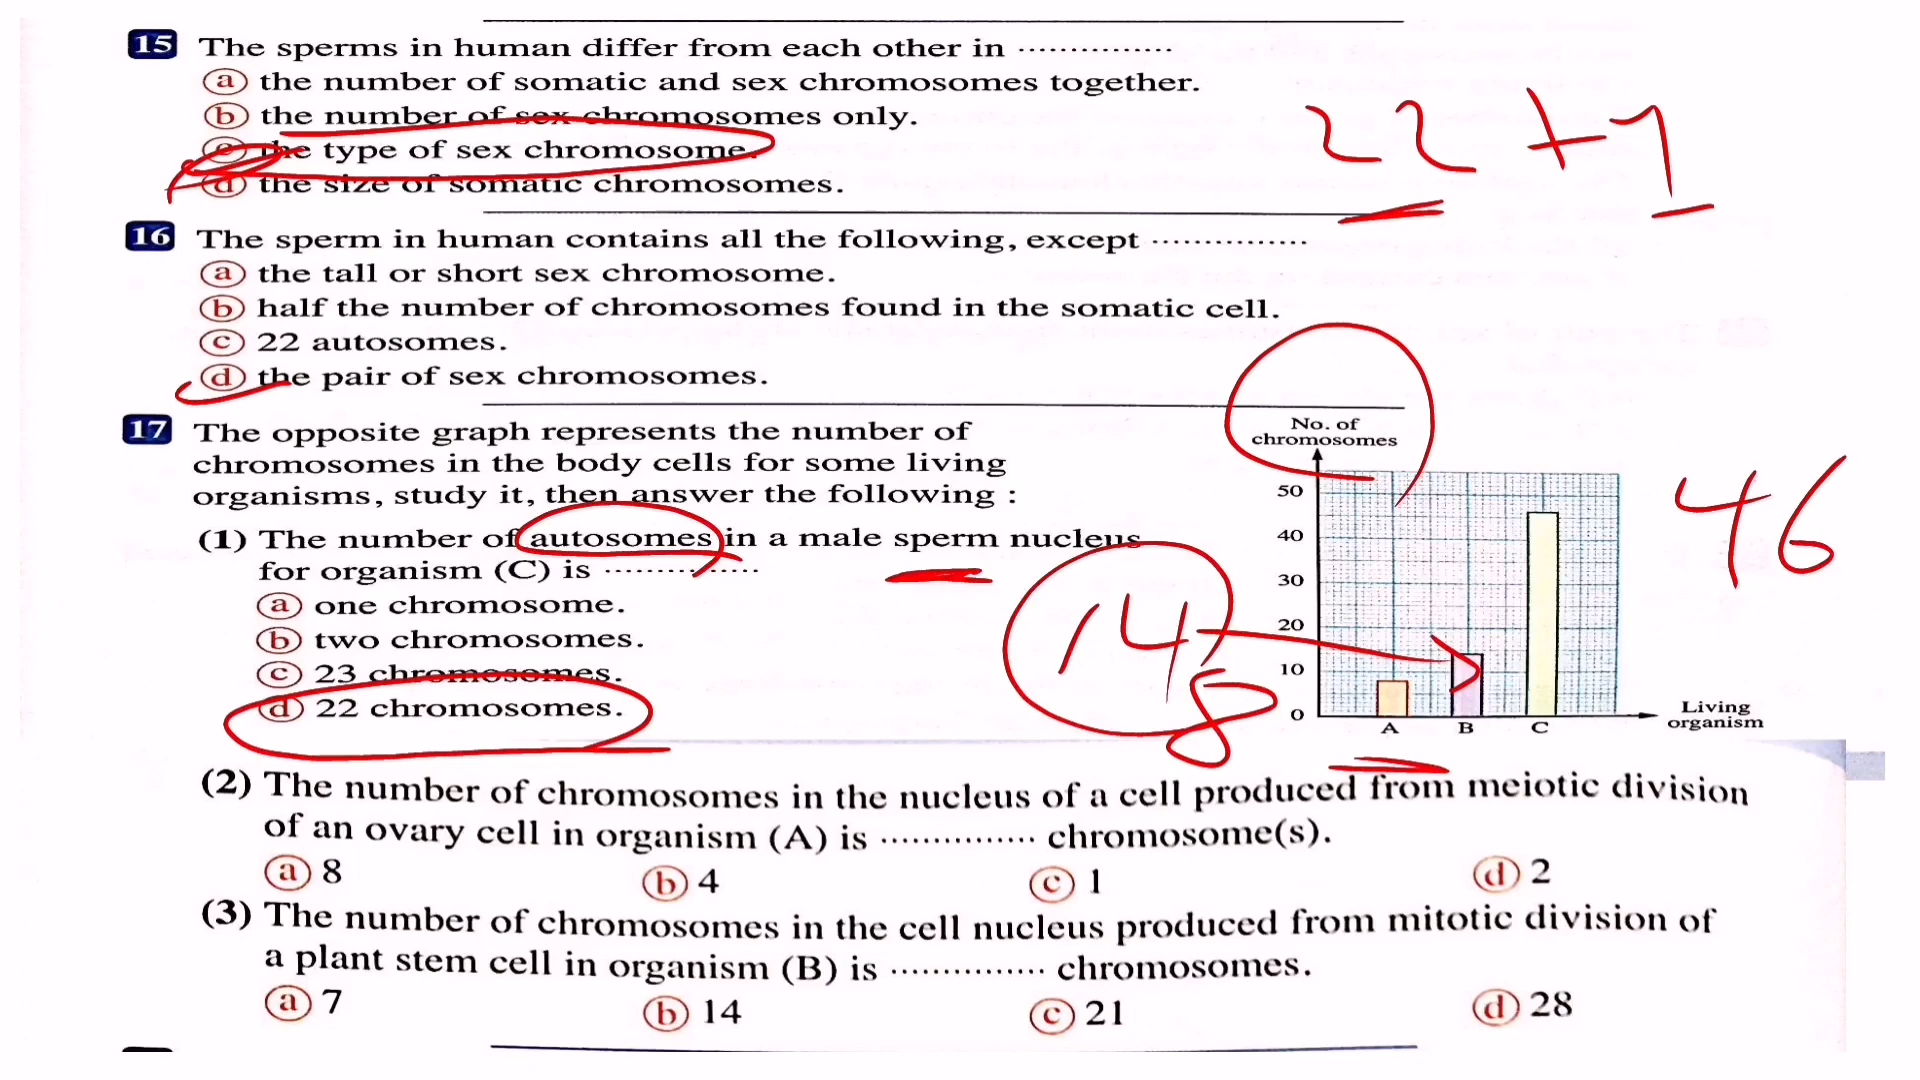 15 The sperms in human differ from each other in ...............
a the number of somatic and sex chromosomes together.
b the number of sex chromosomes only.
c the type of sex chromosome.
d the size of somatic chromosomes.
22 + 1
16 The sperm in human contains all the following, except ...............
a the tall or short sex chromosome.
b half the number of chromosomes found in the somatic cell.
c 22 autosomes.
d the pair of sex chromosomes.
17 The opposite graph represents the number of
chromosomes in the body cells for some living
organisms, study it, then answer the following :
(1) The number of autosomes in a male sperm nucleus
for organism (C) is ...............
a one chromosome.
b two chromosomes.
c 23 chromosomes.
d 22 chromosomes.
No. of
chromosomes
50
40
30
20
10
0
A B C
Living
organism
46
14
8
(2) The number of chromosomes in the nucleus of a cell produced from meiotic division
of an ovary cell in organism (A) is ............... chromosome(s).
a 8 b 4 c 1 d 2
(3) The number of chromosomes in the cell nucleus produced from mitotic division of
a plant stem cell in organism (B) is ............... chromosomes.
a 7 b 14 c 21 d 28